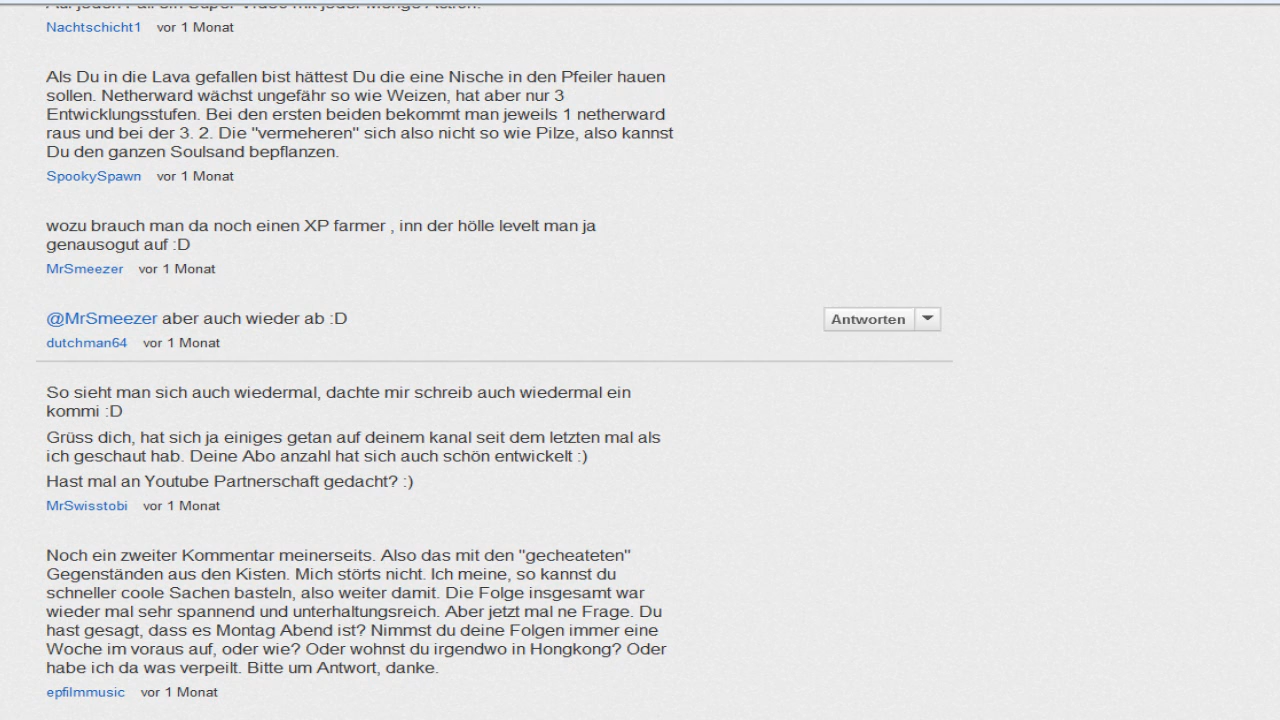 Auf jeden Fall ein Super Video mit jeder Menge Action.
Nachtschicht1 vor 1 Monat
Als Du in die Lava gefallen bist hättest Du die eine Nische in den Pfeiler hauen
sollen. Netherward wächst ungefähr so wie Weizen, hat aber nur 3
Entwicklungsstufen. Bei den ersten beiden bekommt man jeweils 1 netherward
raus und bei der 3. 2. Die "vermeheren" sich also nicht so wie Pilze, also kannst
Du den ganzen Soulsand bepflanzen.
SpookySpawn vor 1 Monat
wozu brauch man da noch einen XP farmer , inn der hölle levelt man ja
genausogut auf :D
MrSmeezer vor 1 Monat
@MrSmeezer aber auch wieder ab :D
Antworten
dutchman64 vor 1 Monat
So sieht man sich auch wiedermal, dachte mir schreib auch wiedermal ein
kommi :D
Grüss dich, hat sich ja einiges getan auf deinem kanal seit dem letzten mal als
ich geschaut hab. Deine Abo anzahl hat sich auch schön entwickelt :)
Hast mal an Youtube Partnerschaft gedacht? :)
MrSwisstobi vor 1 Monat
Noch ein zweiter Kommentar meinerseits. Also das mit den "gecheateten"
Gegenständen aus den Kisten. Mich störts nicht. Ich meine, so kannst du
schneller coole Sachen basteln, also weiter damit. Die Folge insgesamt war
wieder mal sehr spannend und unterhaltungsreich. Aber jetzt mal ne Frage. Du
hast gesagt, dass es Montag Abend ist? Nimmst du deine Folgen immer eine
Woche im voraus auf, oder wie? Oder wohnst du irgendwo in Hongkong? Oder
habe ich da was verpeilt. Bitte um Antwort, danke.
epfilmmusic vor 1 Monat